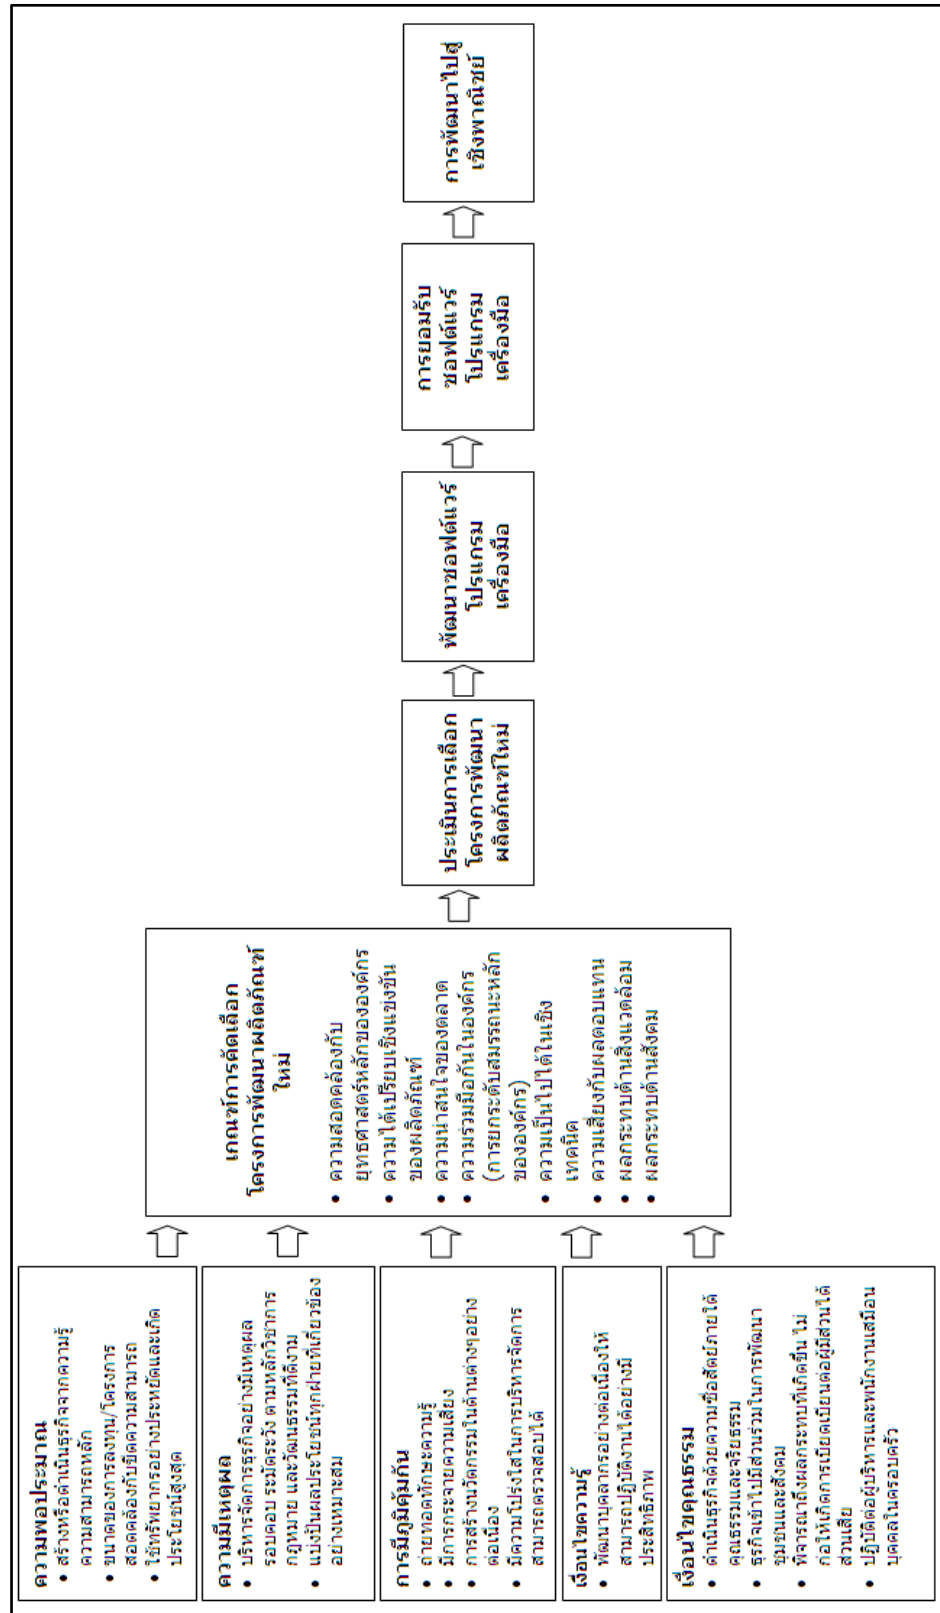 ความพอประมาณ
• สร้างหรือดำเนินธุรกิจจากความรู้
ความสามารถหลัก
• ขนาดของการลงทุน/โครงการ
สอดคล้องกับขีดความสามารถ
• ใช้ทรัพยากรอย่างประหยัดและเกิด
ประโยชน์สูงสุด
ความมีเหตุผล
• บริหารจัดการธุรกิจอย่างมีเหตุผล
รอบคอบ ระมัดระวัง ตามหลักวิชาการ
กฎหมาย และวัฒนธรรมที่ดีงาม
• แบ่งปันผลประโยชน์ทุกฝ่ายที่เกี่ยวข้อง
อย่างเหมาะสม
การมีภูมิคุ้มกัน
• ถ่ายทอดทักษะความรู้
• มีการกระจายความเสี่ยง
• การสร้างนวัตกรรมในด้านต่างๆอย่าง
ต่อเนื่อง
• มีความโปร่งใสในการบริหารจัดการ
สามารถตรวจสอบได้
เงื่อนไขความรู้
• พัฒนาบุคลากรอย่างต่อเนื่องให้
สามารถปฏิบัติงานได้อย่างมี
ประสิทธิภาพ
เงื่อนไขคุณธรรม
• ดำเนินธุรกิจด้วยความซื่อสัตย์ภายใต้
คุณธรรมและจริยธรรม
• ธุรกิจเข้าไปมีส่วนร่วมในการพัฒนา
ชุมชนและสังคม
• พิจารณาถึงผลกระทบที่เกิดขึ้น ไม่
ก่อให้เกิดการเบียดเบียนต่อผู้มีส่วนได้
ส่วนเสีย
• ปฏิบัติต่อผู้บริหารและพนักงานเสมือน
บุคคลในครอบครัว
เกณฑ์การคัดเลือก
โครงการพัฒนาผลิตภัณฑ์
ใหม่
• ความสอดคล้องกับ
ยุทธศาสตร์หลักขององค์กร
• ความได้เปรียบเชิงแข่งขัน
ของผลิตภัณฑ์
• ความน่าสนใจของตลาด
• ความร่วมมือกันในองค์กร
(การยกระดับสมรรถนะหลัก
ขององค์กร)
• ความเป็นไปได้ในเชิง
เทคนิค
• ความเสี่ยงกับผลตอบแทน
• ผลกระทบด้านสิ่งแวดล้อม
• ผลกระทบด้านสังคม
ประเมินการเลือก
โครงการพัฒนา
ผลิตภัณฑ์ใหม่
พัฒนาซอฟต์แวร์
โปรแกรม
เครื่องมือ
การยอมรับ
ซอฟต์แวร์
โปรแกรม
เครื่องมือ
การพัฒนาไปสู่
เชิงพาณิชย์